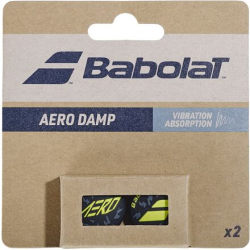 BABOLAT
AERO DAMP
VIBRATION
ABSORPTION
AERO
x2